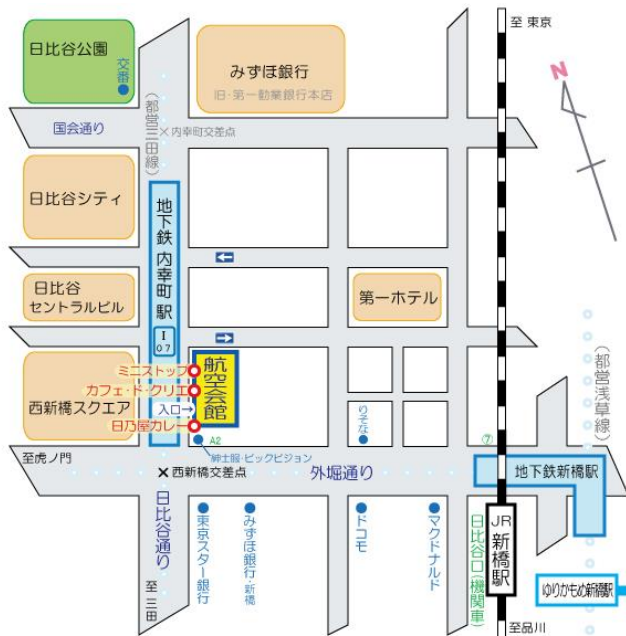 至 東京
日比谷公園
交番
みずほ銀行
旧・第一勧業銀行本店
N
国会通り
(都営三田線)
内幸町交差点
日比谷シティ
地下鉄 内幸町駅
I
07
日比谷
セントラルビル
第一ホテル
(都営浅草線)
ミニストップ
カフェ・ド・クリエ
入口→
日乃屋カレー
航空会館
西新橋スクエア
りそな
A2
紳士服・ビックビジョン
⑦
至虎ノ門
西新橋交差点
外堀通り
地下鉄新橋駅
日比谷通り
東京スター銀行
みずほ銀行・新橋
ドコモ
マクドナルド
日比谷口(機関車)
JR
新橋駅
ゆりかもめ新橋駅
至 三田
至品川